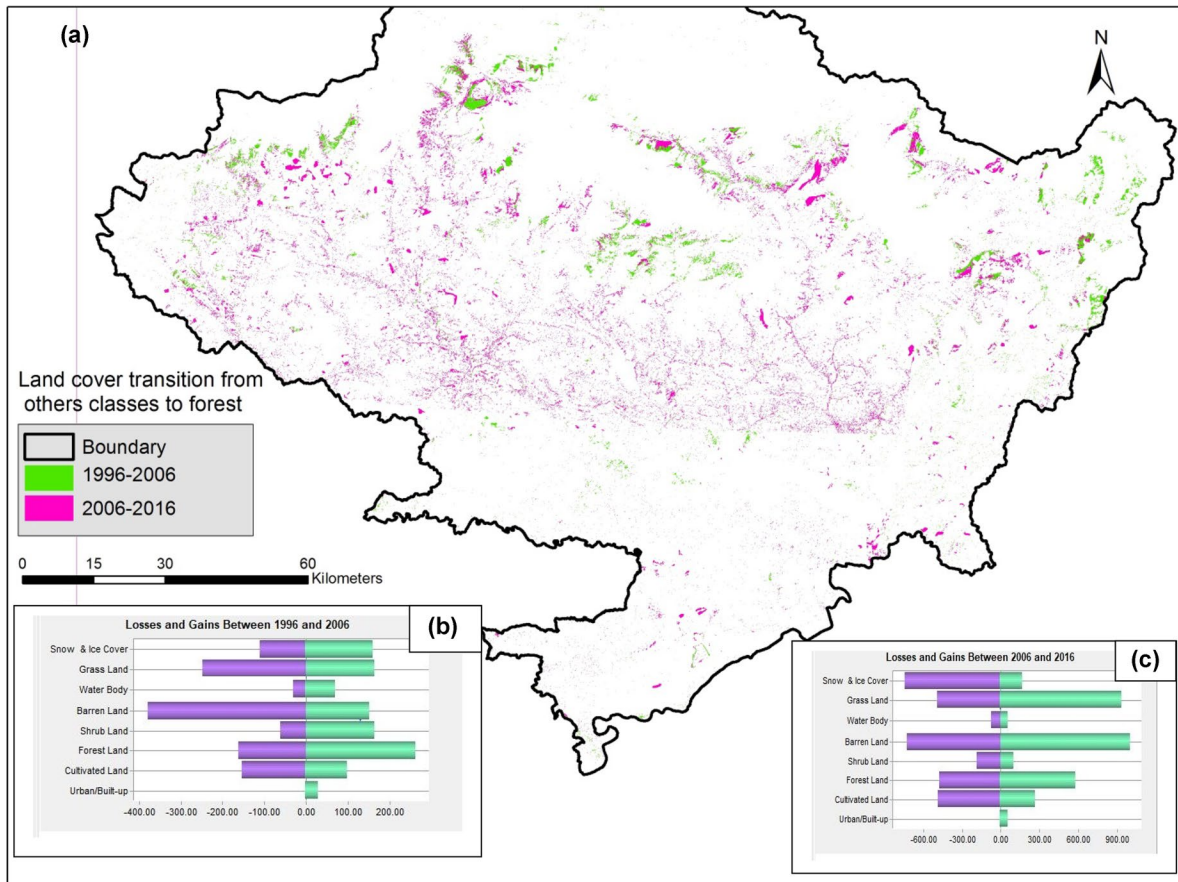 (a)
N
Land cover transition from
others classes to forest
Boundary
1996-2006
2006-2016
0 15 30 60
Kilometers
(b)
Losses and Gains Between 1996 and 2006
Snow & Ice Cover
Grass Land
Water Body
Barren Land
Shrub Land
Forest Land
Cultivated Land
Urban/Built-up
-400.00 -300.00 -200.00 -100.00 0.00 100.00 200.00
(c)
Losses and Gains Between 2006 and 2016
Snow & Ice Cover
Grass Land
Water Body
Barren Land
Shrub Land
Forest Land
Cultivated Land
Urban/Built-up
-600.00 -300.00 0.00 300.00 600.00 900.00